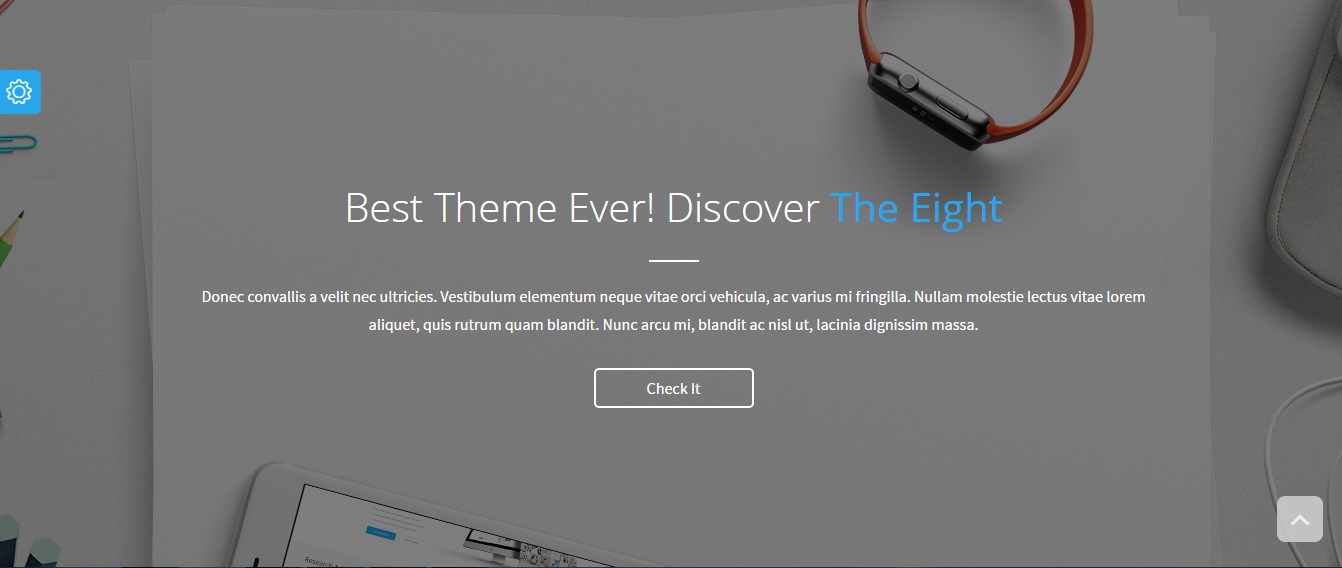 Best Theme Ever! Discover The Eight
Donec convallis a velit nec ultricies. Vestibulum elementum neque vitae orci vehicula, ac varius mi fringilla. Nullam molestie lectus vitae lorem
aliquet, quis rutrum quam blandit. Nunc arcu mi, blandit ac nisl ut, lacinia dignissim massa.
Check It